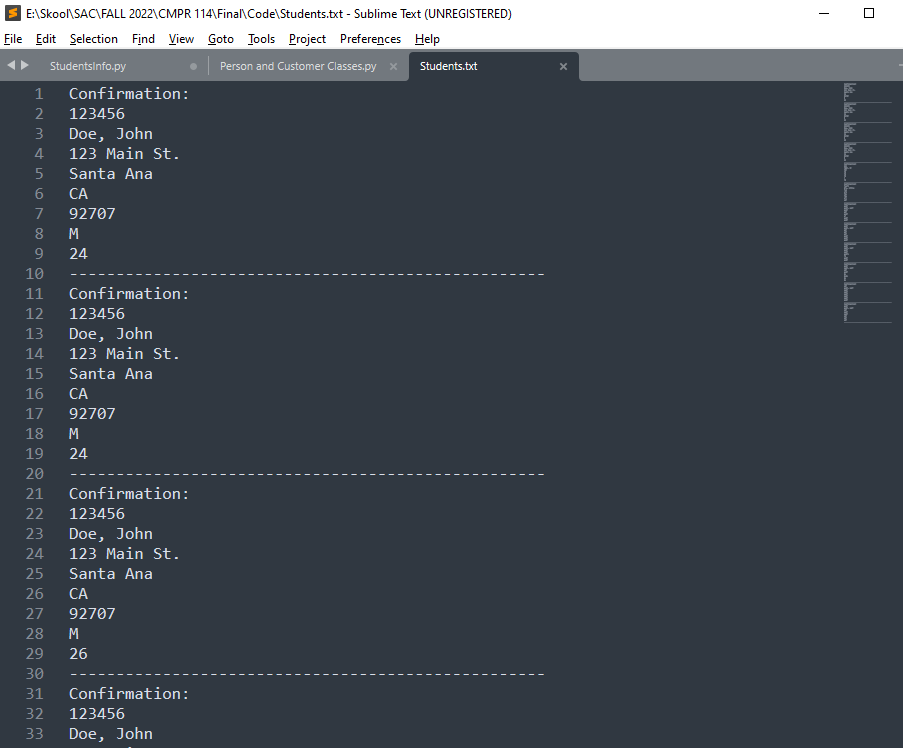 E:\Skool\SAC\FALL 2022\CMPR 114\Final\Code\Students.txt - Sublime Text (UNREGISTERED)
File Edit Selection Find View Goto Tools Project Preferences Help
StudentsInfo.py Person and Customer Classes.py Students.txt
1 Confirmation:
2 123456
3 Doe, John
4 123 Main St.
5 Santa Ana
6 CA
7 92707
8 M
9 24
10 ---------------------------------------------------
11 Confirmation:
12 123456
13 Doe, John
14 123 Main St.
15 Santa Ana
16 CA
17 92707
18 M
19 24
20 ---------------------------------------------------
21 Confirmation:
22 123456
23 Doe, John
24 123 Main St.
25 Santa Ana
26 CA
27 92707
28 M
29 26
30 ---------------------------------------------------
31 Confirmation:
32 123456
33 Doe, John